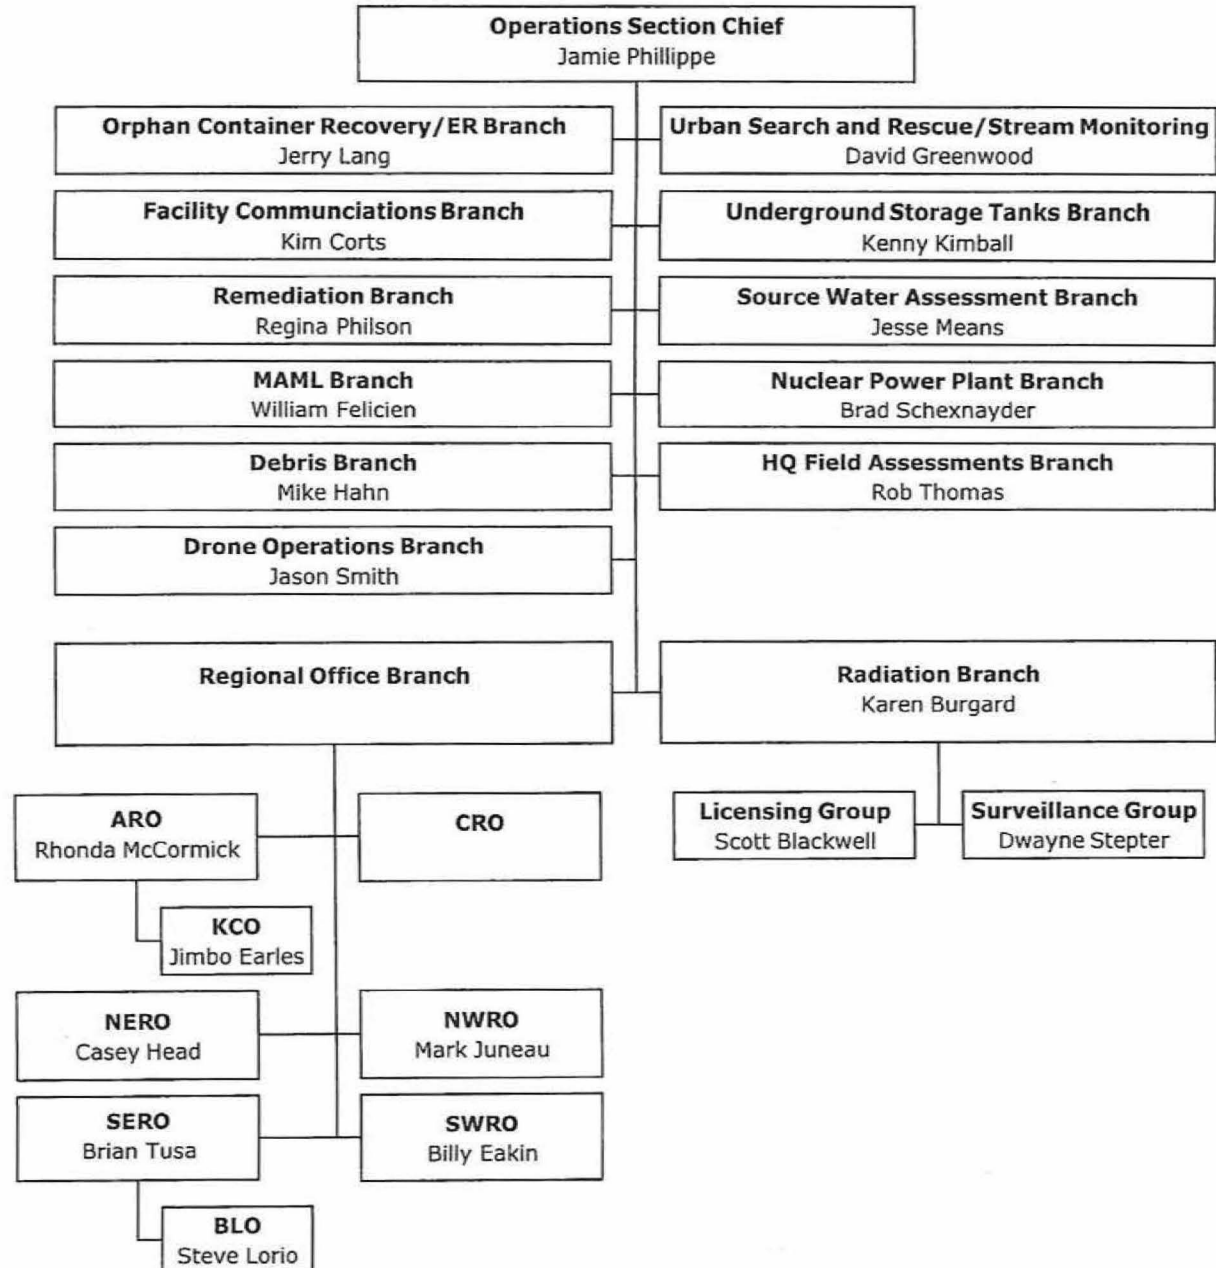 Operations Section Chief
Jamie Phillippe
Orphan Container Recovery/ER Branch
Jerry Lang
Urban Search and Rescue/Stream Monitoring
David Greenwood
Facility Communciations Branch
Kim Corts
Underground Storage Tanks Branch
Kenny Kimball
Remediation Branch
Regina Philson
Source Water Assessment Branch
Jesse Means
MAML Branch
William Felicien
Nuclear Power Plant Branch
Brad Schexnayder
Debris Branch
Mike Hahn
HQ Field Assessments Branch
Rob Thomas
Drone Operations Branch
Jason Smith
Regional Office Branch
Radiation Branch
Karen Burgard
ARO
Rhonda McCormick
CRO
Licensing Group
Scott Blackwell
Surveillance Group
Dwayne Stepter
KCO
Jimbo Earles
NERO
Casey Head
NWRO
Mark Juneau
SERO
Brian Tusa
SWRO
Billy Eakin
BLO
Steve Lorio